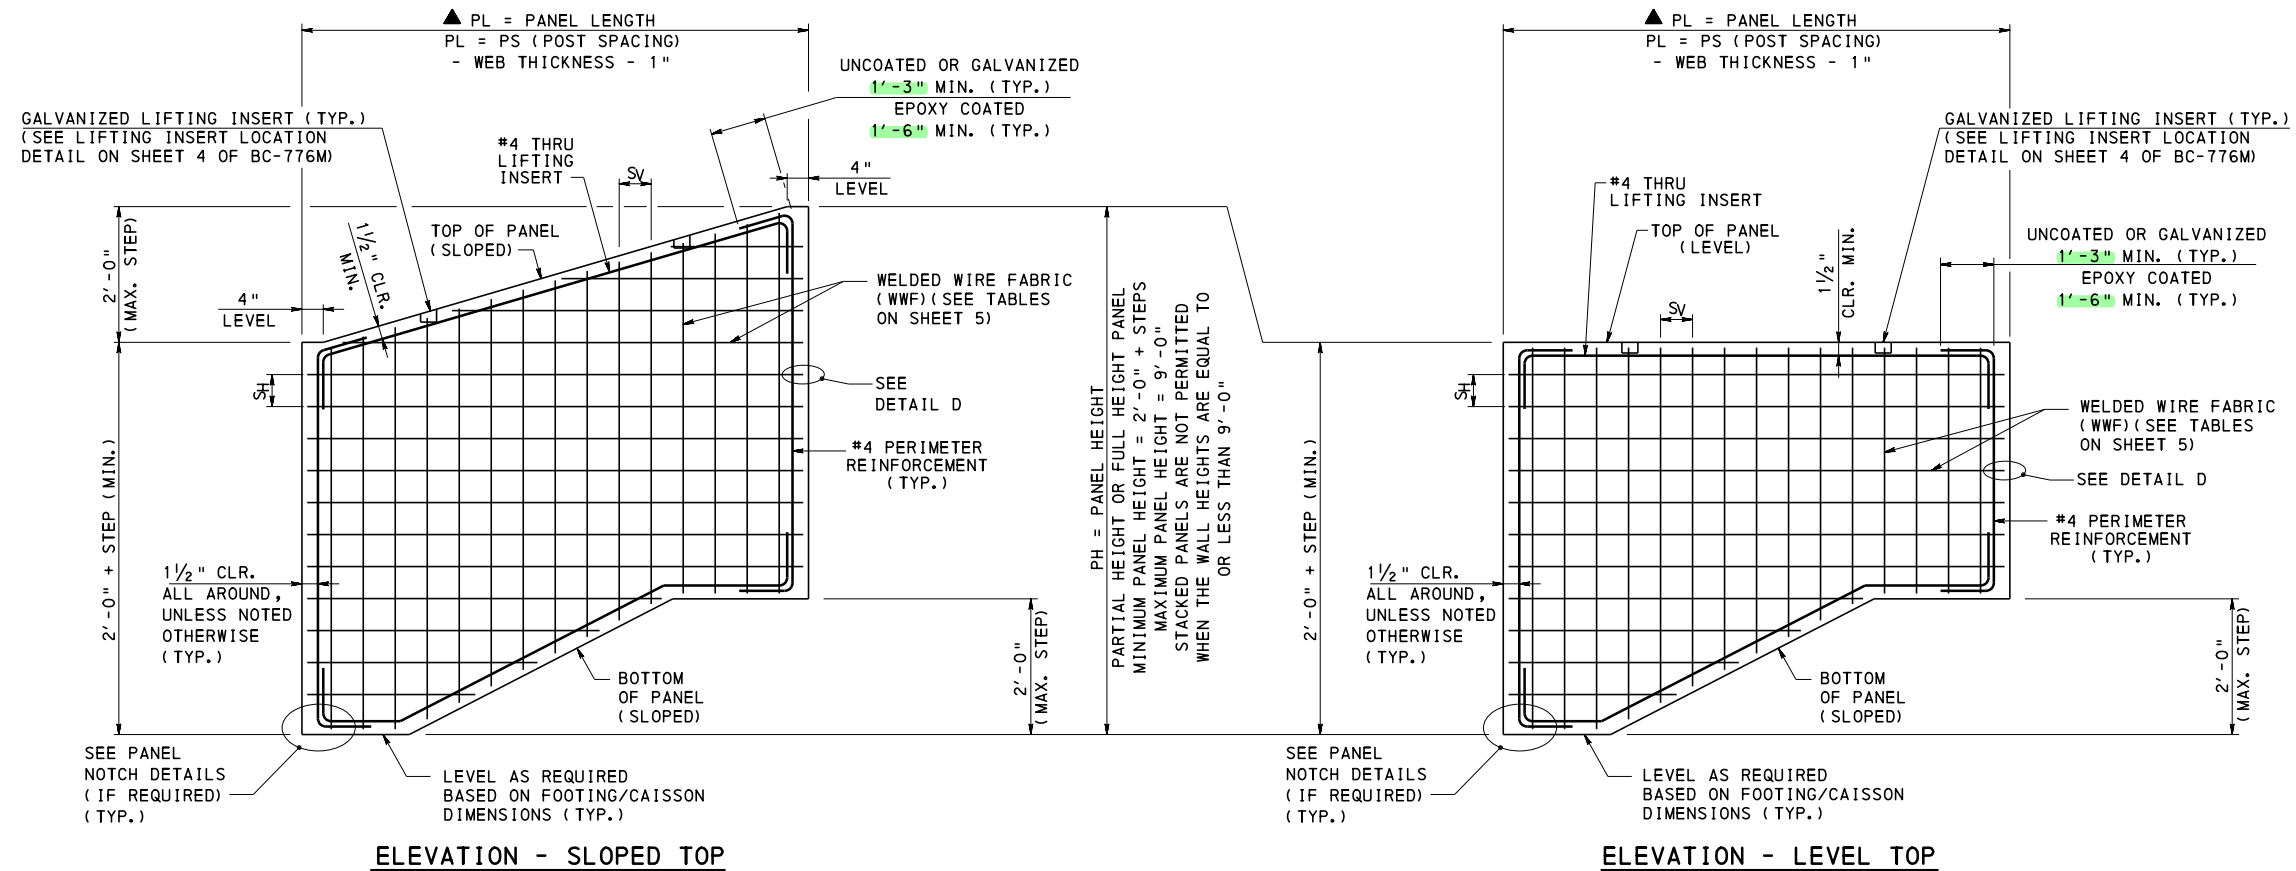 ▲ PL = PANEL LENGTH
PL = PS (POST SPACING)
- WEB THICKNESS - 1"
UNCOATED OR GALVANIZED
1'-3" MIN. (TYP.)
EPOXY COATED
1'-6" MIN. (TYP.)
GALVANIZED LIFTING INSERT (TYP.)
(SEE LIFTING INSERT LOCATION
DETAIL ON SHEET 4 OF BC-776M)
#4 THRU
LIFTING
INSERT
SV
4"
LEVEL
2'-0"
(MAX. STEP)
1½" CLR.
MIN.
TOP OF PANEL
(SLOPED)
4"
LEVEL
WELDED WIRE FABRIC
(WWF)(SEE TABLES
ON SHEET 5)
SH
SEE
DETAIL D
#4 PERIMETER
REINFORCEMENT
(TYP.)
2'-0" + STEP (MIN.)
1½" CLR.
ALL AROUND,
UNLESS NOTED
OTHERWISE
(TYP.)
BOTTOM
OF PANEL
(SLOPED)
2'-0"
(MAX. STEP)
SEE PANEL
NOTCH DETAILS
(IF REQUIRED)
(TYP.)
LEVEL AS REQUIRED
BASED ON FOOTING/CAISSON
DIMENSIONS (TYP.)
ELEVATION - SLOPED TOP
PH = PANEL HEIGHT
PARTIAL HEIGHT OR FULL HEIGHT PANEL
MINIMUM PANEL HEIGHT = 2'-0" + STEPS
MAXIMUM PANEL HEIGHT = 9'-0"
STACKED PANELS ARE NOT PERMITTED
WHEN THE WALL HEIGHTS ARE EQUAL TO
OR LESS THAN 9'-0"
▲ PL = PANEL LENGTH
PL = PS (POST SPACING)
- WEB THICKNESS - 1"
GALVANIZED LIFTING INSERT (TYP.)
(SEE LIFTING INSERT LOCATION
DETAIL ON SHEET 4 OF BC-776M)
#4 THRU
LIFTING INSERT
TOP OF PANEL
(LEVEL)
1½"
CLR. MIN.
UNCOATED OR GALVANIZED
1'-3" MIN. (TYP.)
EPOXY COATED
1'-6" MIN. (TYP.)
SV
SH
WELDED WIRE FABRIC
(WWF)(SEE TABLES
ON SHEET 5)
SEE DETAIL D
#4 PERIMETER
REINFORCEMENT
(TYP.)
2'-0" + STEP (MIN.)
1½" CLR.
ALL AROUND,
UNLESS NOTED
OTHERWISE
(TYP.)
BOTTOM
OF PANEL
(SLOPED)
2'-0"
(MAX. STEP)
SEE PANEL
NOTCH DETAILS
(IF REQUIRED)
(TYP.)
LEVEL AS REQUIRED
BASED ON FOOTING/CAISSON
DIMENSIONS (TYP.)
ELEVATION - LEVEL TOP